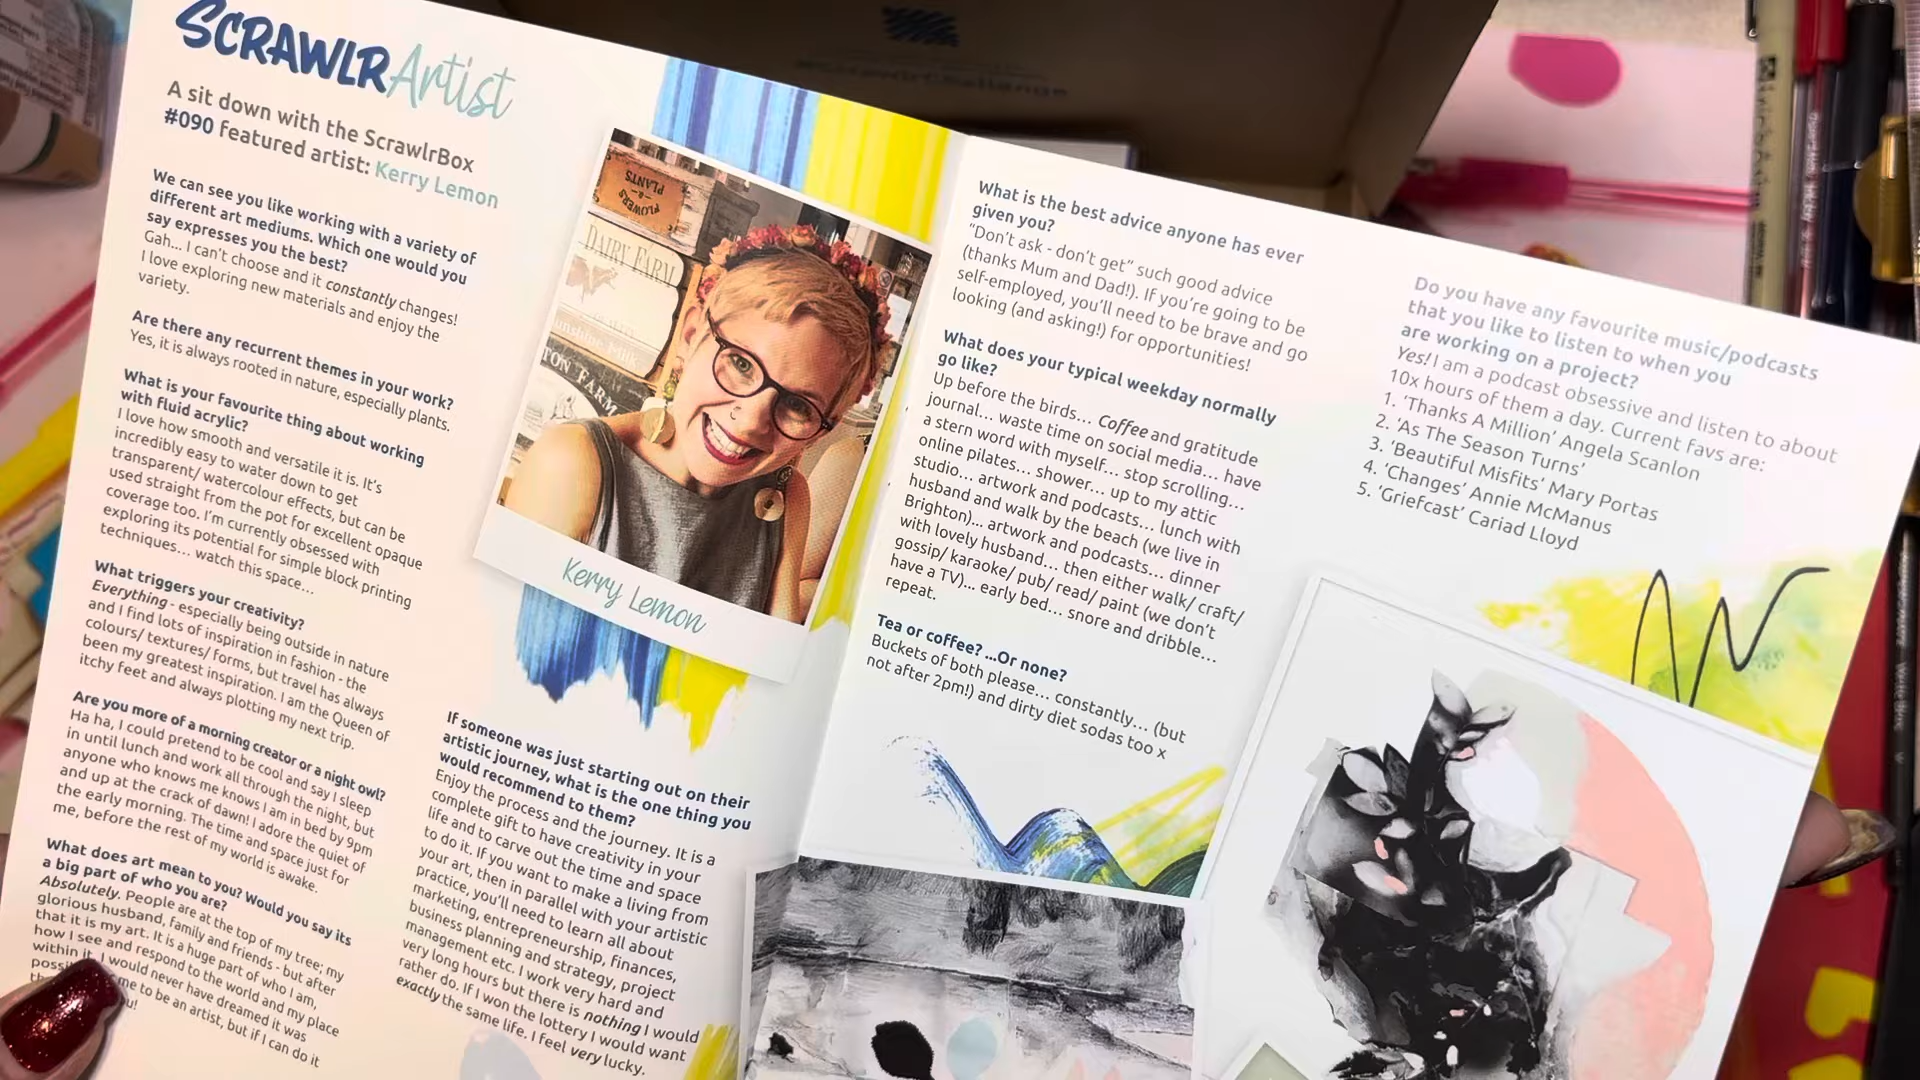 SCRAWLR Artist
A sit down with the ScrawlrBox
#090 featured artist: Kerry Lemon
We can see you like working with a variety of
different art mediums. Which one would you
say expresses you the best?
Gah... I can't choose and it constantly changes!
I love exploring new materials and enjoy the
variety.
Are there any recurrent themes in your work?
Yes, it is always rooted in nature, especially plants.
What is your favourite thing about working
with fluid acrylic?
I love how smooth and versatile it is. It's
incredibly easy to water down to get
transparent/ watercolour effects, but can be
used straight from the pot for excellent opaque
coverage too. I'm currently obsessed with
exploring its potential for simple block printing
techniques... watch this space...
What triggers your creativity?
Everything - especially being outside in nature
and I find lots of inspiration in fashion - the
colours/ textures/ forms, but travel has always
been my greatest inspiration. I am the Queen of
itchy feet and always plotting my next trip.
Are you more of a morning creator or a night owl?
Ha ha, I could pretend to be cool and say I sleep
in until lunch and work all through the night, but
anyone who knows me knows I am in bed by 9pm
and up at the crack of dawn! I adore the quiet of
the early morning. The time and space just for
me, before the rest of my world is awake.
What does art mean to you? Would you say its
a big part of who you are?
Absolutely. People are at the top of my tree; my
glorious husband, family and friends - but after
that it is my art. It is a huge part of who I am,
how I see and respond to the world and my place
within it. I would never have dreamed it was
me to be an artist, but if I can do it
FLOWERS
-&-
PLANTS
DAIRY FARM
Sunshine Milk
TON FARM
Kerry Lemon
If someone was just starting out on their
artistic journey, what is the one thing you
would recommend to them?
Enjoy the process and the journey. It is a
complete gift to have creativity in your
life and to carve out the time and space
to do it. If you want to make a living from
your art, then in parallel with your artistic
practice, you'll need to learn all about
marketing, entrepreneurship, finances,
business planning and strategy, project
management etc. I work very hard and
very long hours but there is nothing I would
rather do. If I won the lottery I would want
exactly the same life. I feel very lucky.
What is the best advice anyone has ever
given you?
"Don't ask - don't get" such good advice
(thanks Mum and Dad!). If you're going to be
self-employed, you'll need to be brave and go
looking (and asking!) for opportunities!
What does your typical weekday normally
go like?
Up before the birds... Coffee and gratitude
journal... waste time on social media... have
a stern word with myself... stop scrolling...
online pilates... shower... up to my attic
studio... artwork and podcasts... lunch with
husband and walk by the beach (we live in
Brighton)... artwork and podcasts... dinner
with lovely husband... then either walk/ craft/
gossip/ karaoke/ pub/ read/ paint (we don't
have a TV)... early bed... snore and dribble...
repeat.
Tea or coffee? ...Or none?
Buckets of both please... constantly... (but
not after 2pm!) and dirty diet sodas too x
Do you have any favourite music/podcasts
that you like to listen to when you
are working on a project?
Yes! I am a podcast obsessive and listen to about
10x hours of them a day. Current favs are:
1. 'Thanks A Million' Angela Scanlon
2. 'As The Season Turns'
3. 'Beautiful Misfits' Mary Portas
4. 'Changes' Annie McManus
5. 'Griefcast' Cariad Lloyd